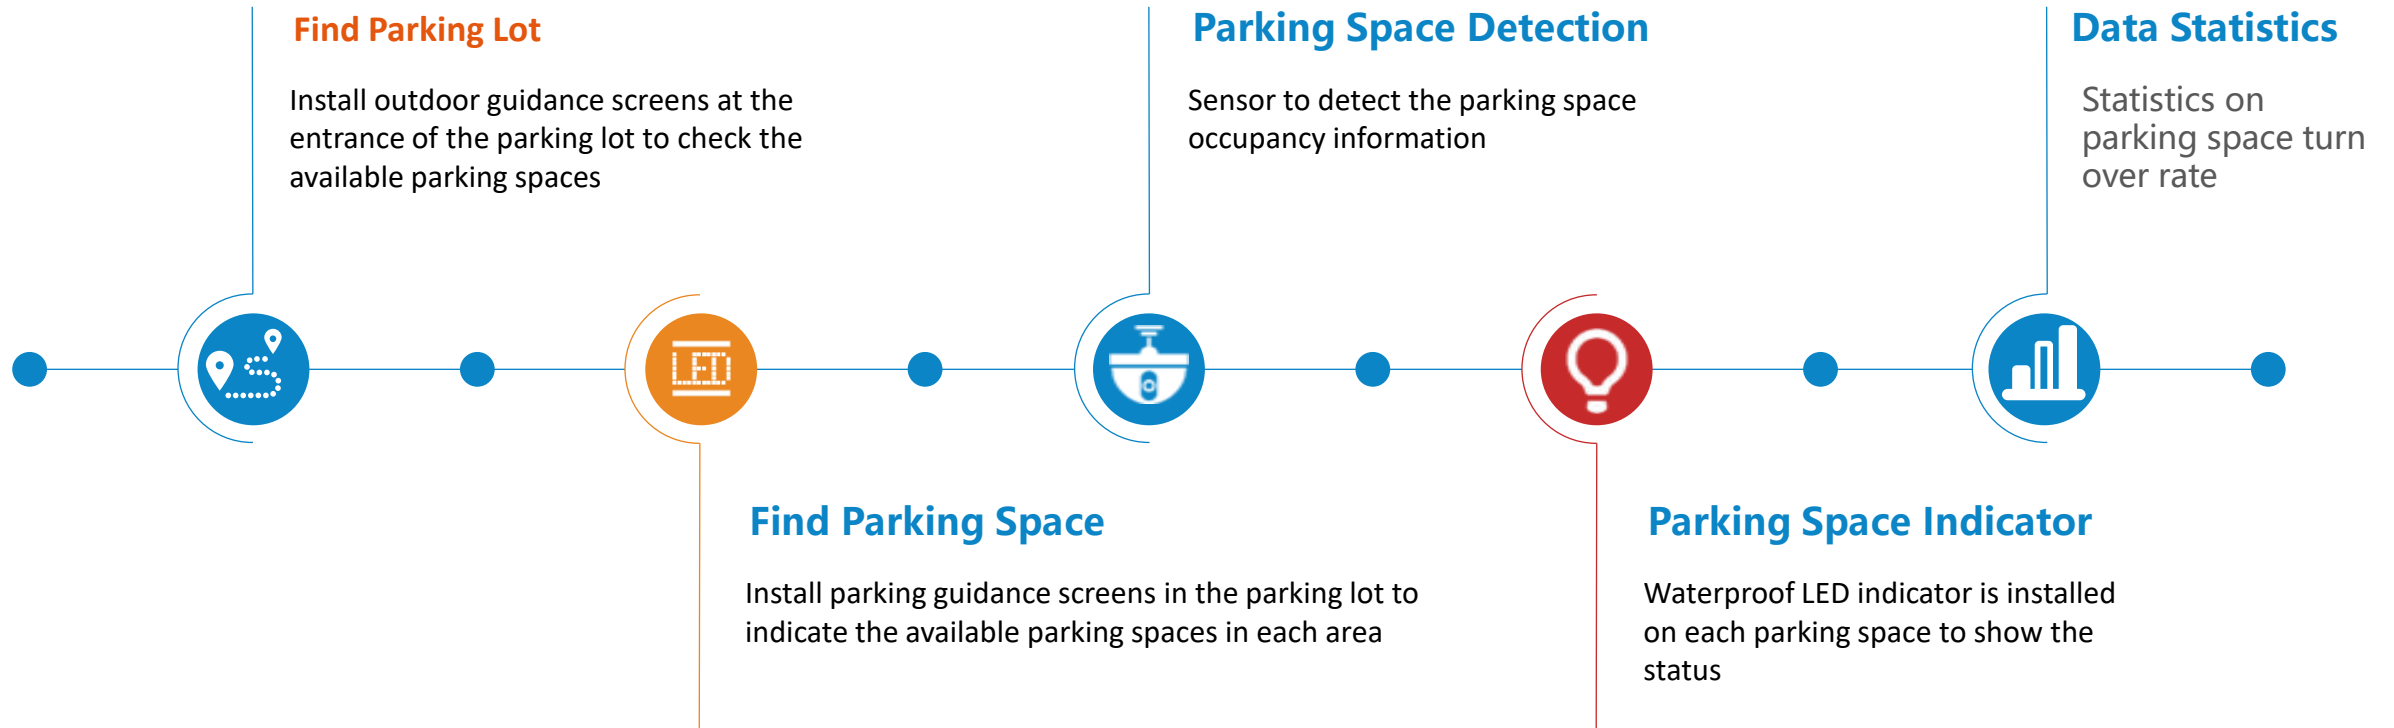 Find Parking Lot
Install outdoor guidance screens at the
entrance of the parking lot to check the
available parking spaces
LED
Find Parking Space
Install parking guidance screens in the parking lot to
indicate the available parking spaces in each area
Parking Space Detection
Sensor to detect the parking space
occupancy information
Parking Space Indicator
Waterproof LED indicator is installed
on each parking space to show the
status
Data Statistics
Statistics on
parking space turn
over rate